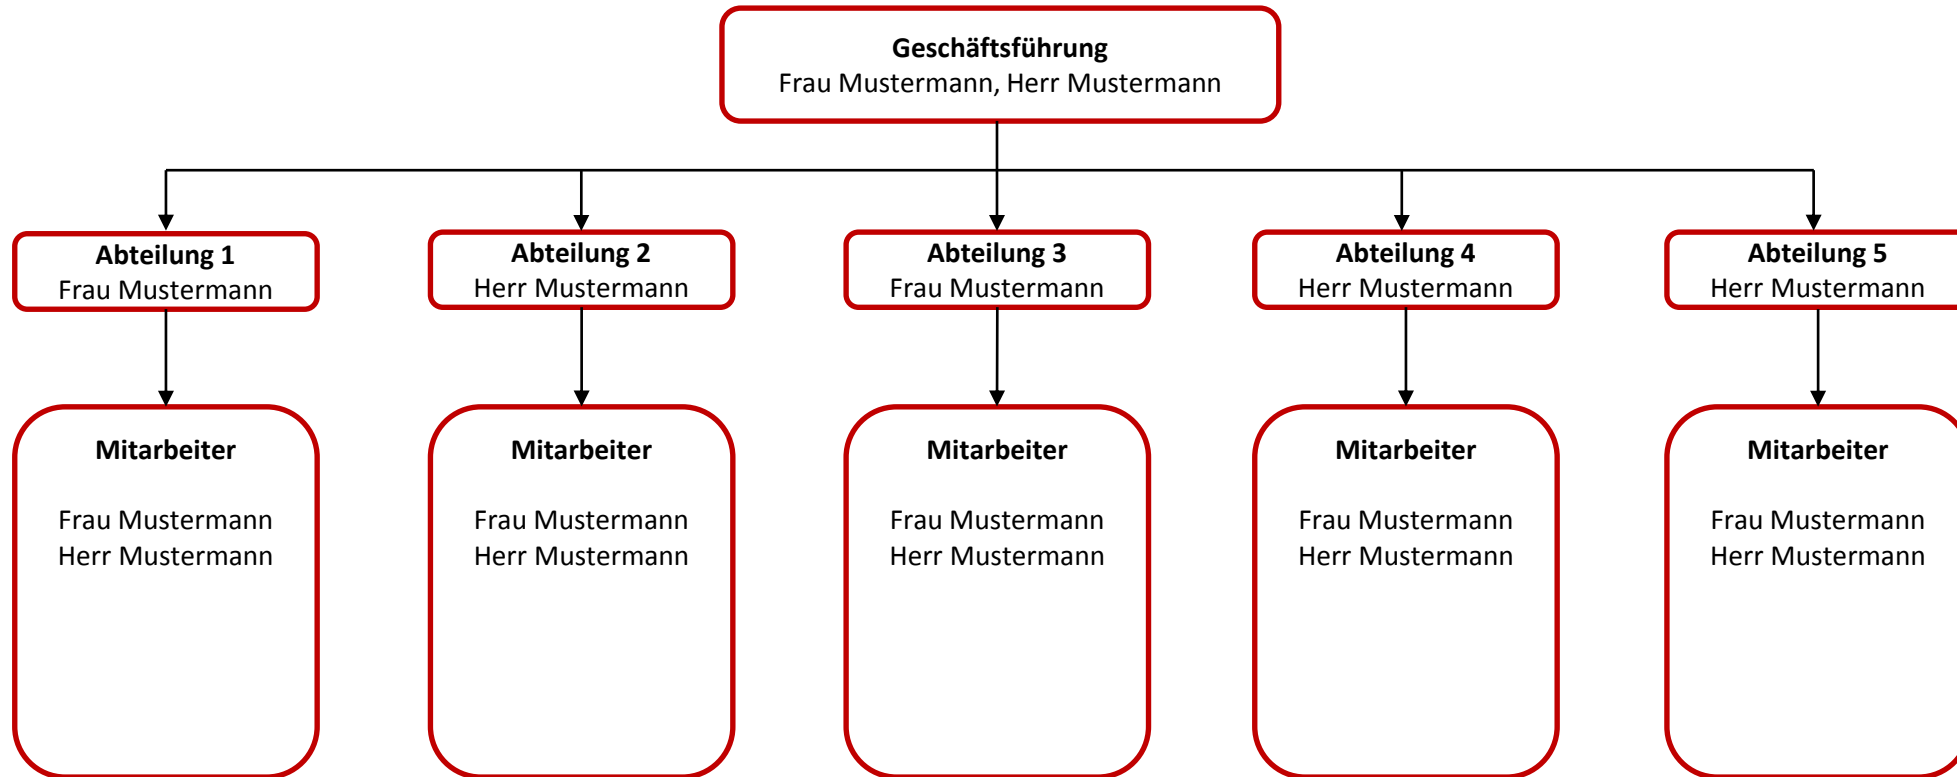 Geschäftsführung
Frau Mustermann, Herr Mustermann
Abteilung 1
Frau Mustermann
Abteilung 2
Herr Mustermann
Abteilung 3
Frau Mustermann
Abteilung 4
Herr Mustermann
Abteilung 5
Herr Mustermann
Mitarbeiter
Frau Mustermann
Herr Mustermann
Mitarbeiter
Frau Mustermann
Herr Mustermann
Mitarbeiter
Frau Mustermann
Herr Mustermann
Mitarbeiter
Frau Mustermann
Herr Mustermann
Mitarbeiter
Frau Mustermann
Herr Mustermann